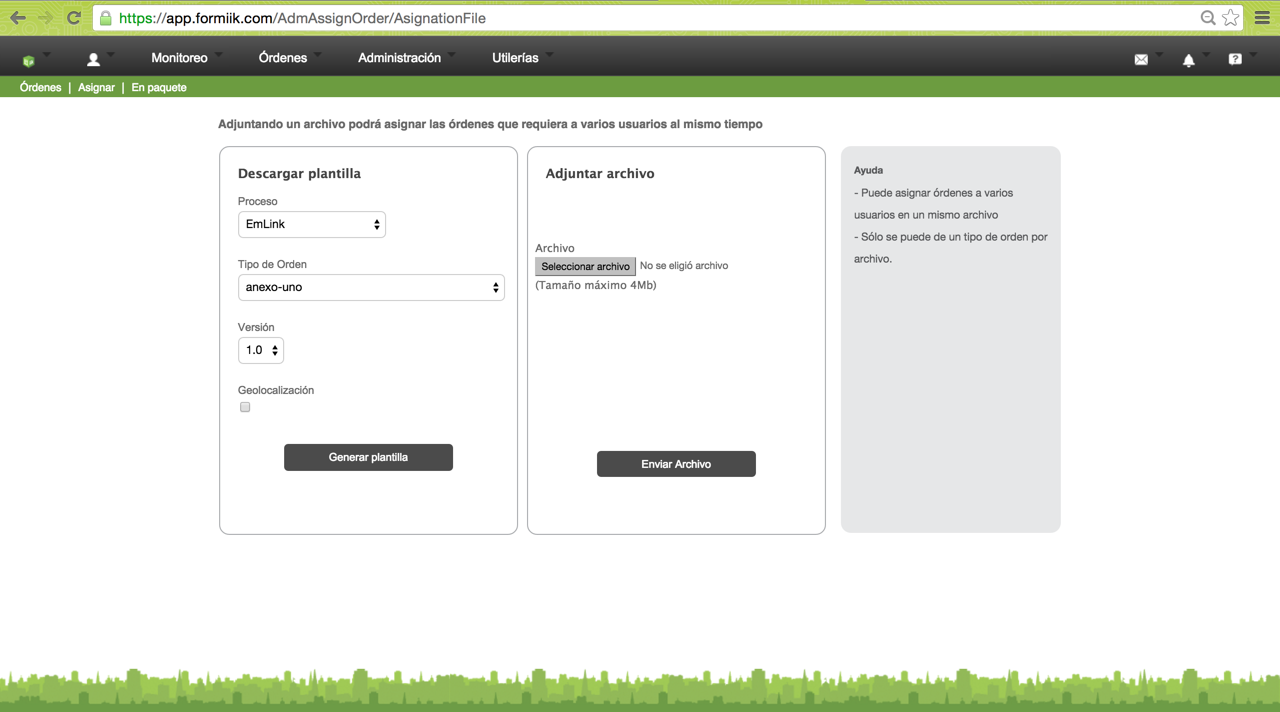 https://app.formiik.com/AdmAssignOrder/AsignationFile
Monitoreo Órdenes Administración Utilerías
Órdenes | Asignar | En paquete
Adjuntando un archivo podrá asignar las órdenes que requiera a varios usuarios al mismo tiempo
Descargar plantilla
Proceso
EmLink
Tipo de Orden
anexo-uno
Versión
1.0
Geolocalización
Generar plantilla
Adjuntar archivo
Archivo
Seleccionar archivo No se eligió archivo
(Tamaño máximo 4Mb)
Enviar Archivo
Ayuda
- Puede asignar órdenes a varios
usuarios en un mismo archivo
- Sólo se puede de un tipo de orden por
archivo.